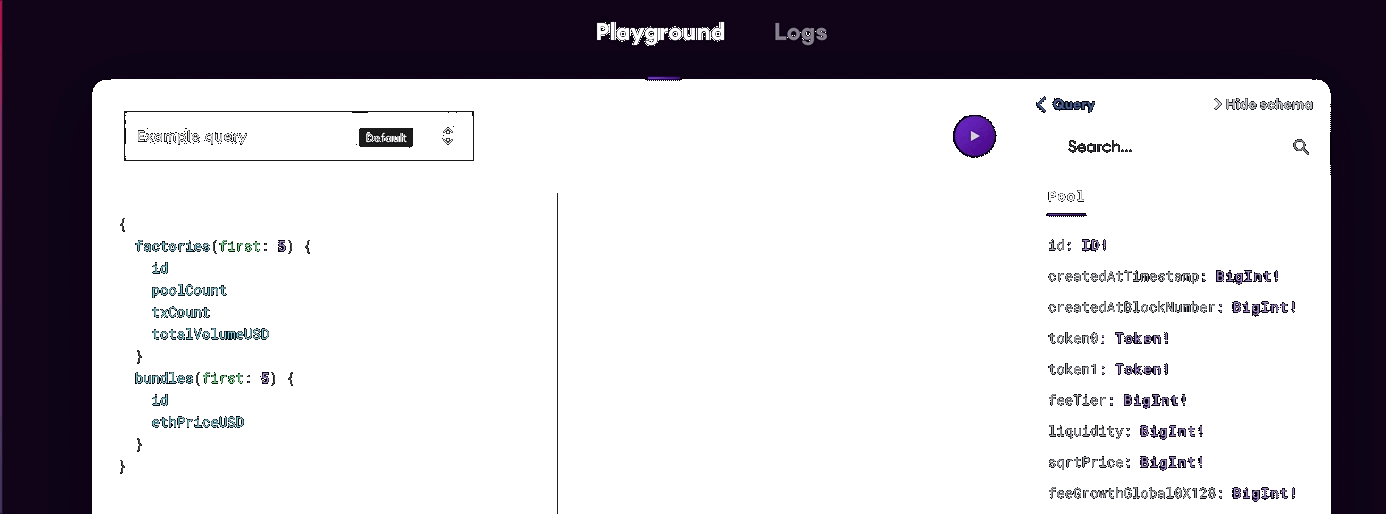 Playground Logs
Example query Default
{
  factories(first: 5) {
    id
    poolCount
    txCount
    totalVolumeUSD
  }
  bundles(first: 5) {
    id
    ethPriceUSD
  }
}
Query Hide schema
Search...
Pool
id: ID!
createdAtTimestamp: BigInt!
createdAtBlockNumber: BigInt!
token0: Token!
token1: Token!
feeTier: BigInt!
liquidity: BigInt!
sqrtPrice: BigInt!
feeGrowthGlobal0X128: BigInt!